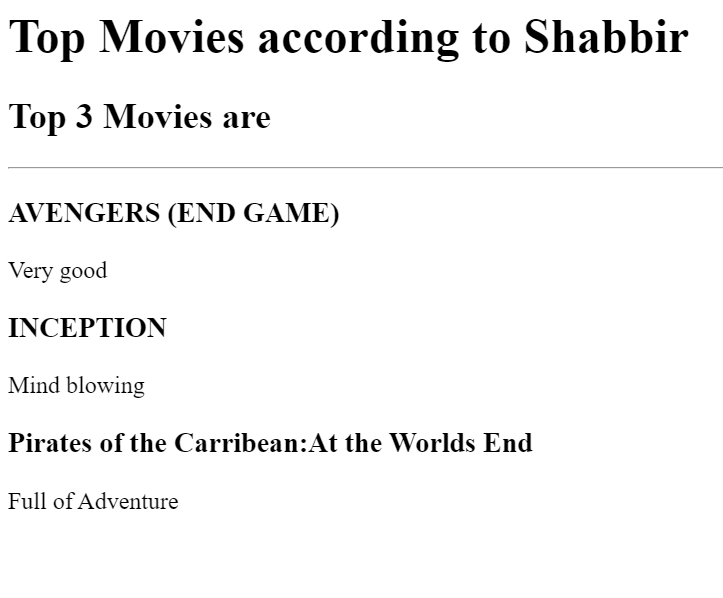 Top Movies according to Shabbir
Top 3 Movies are
AVENGERS (END GAME)
Very good
INCEPTION
Mind blowing
Pirates of the Carribean:At the Worlds End
Full of Adventure